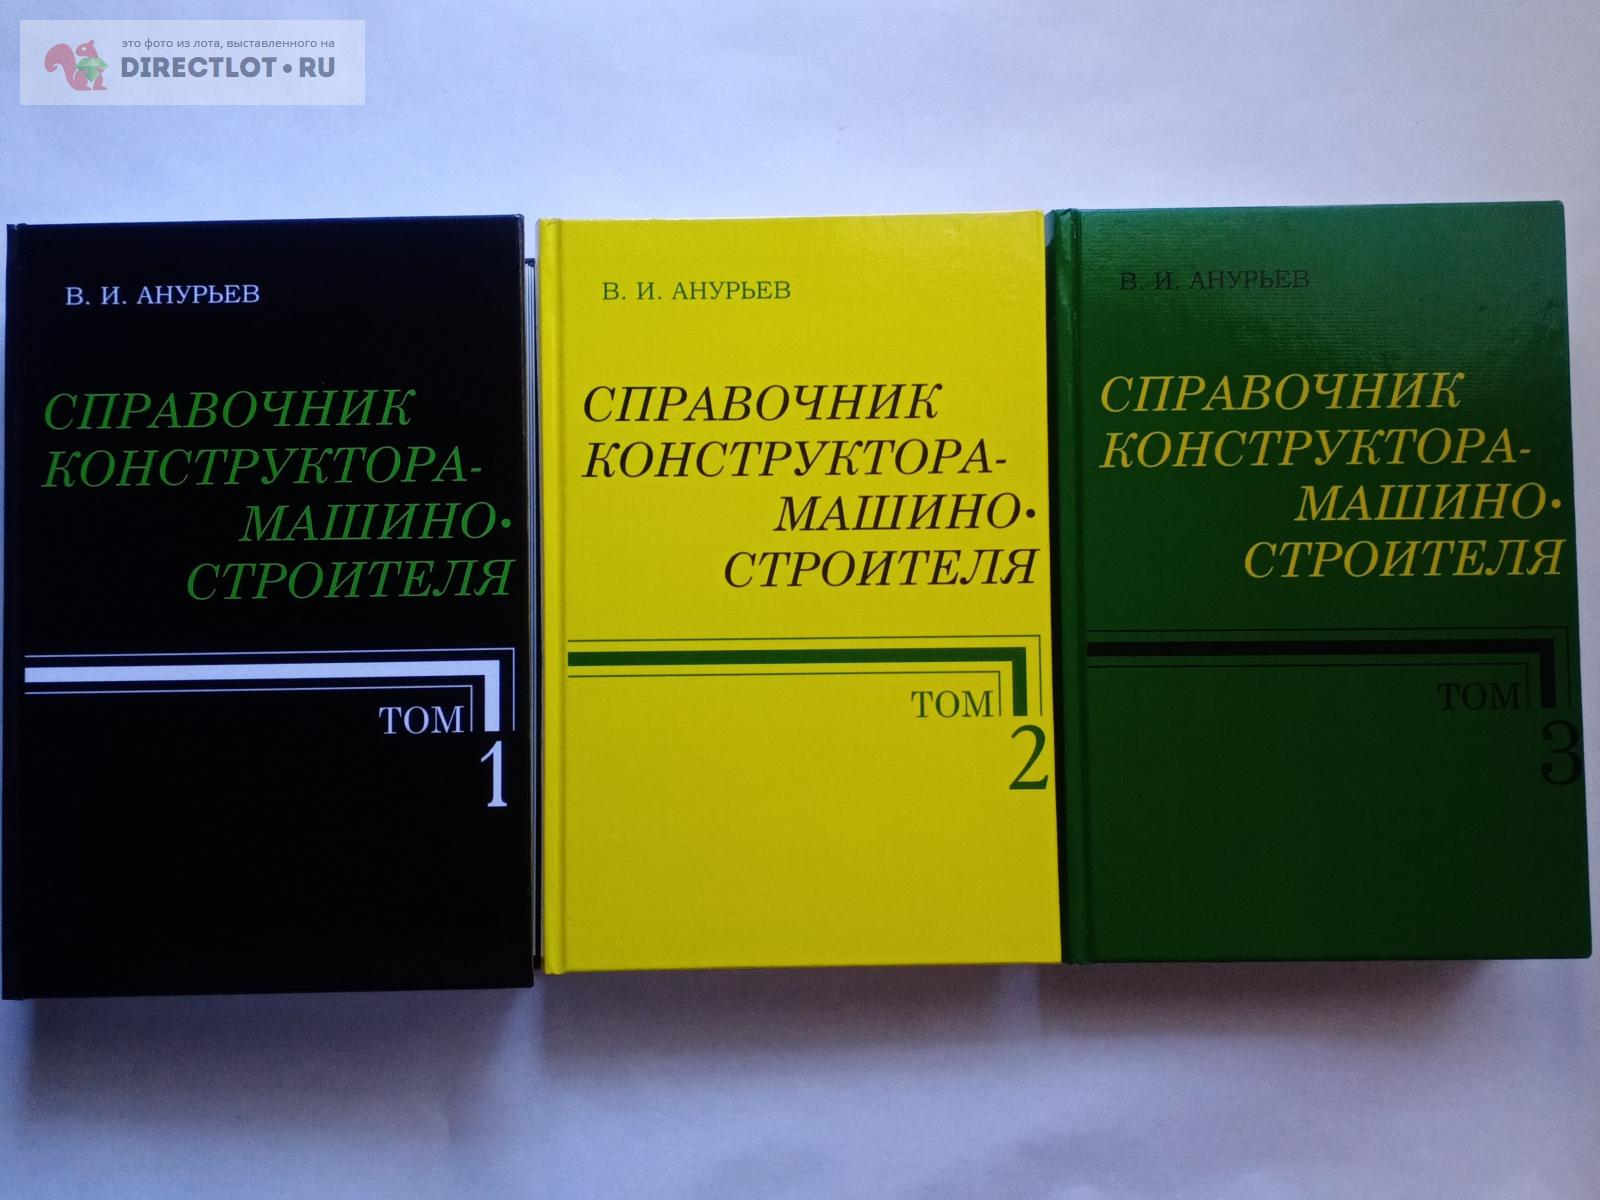 это фото из лота, выставленного на
DIRECTLOT•RU
В. И. АНУРЬЕВ
СПРАВОЧНИК
КОНСТРУКТОРА-
МАШИНО-
СТРОИТЕЛЯ
ТОМ
1
В. И. АНУРЬЕВ
СПРАВОЧНИК
КОНСТРУКТОРА-
МАШИНО-
СТРОИТЕЛЯ
ТОМ
2
В. И. АНУРЬЕВ
СПРАВОЧНИК
КОНСТРУКТОРА-
МАШИНО-
СТРОИТЕЛЯ
ТОМ
3